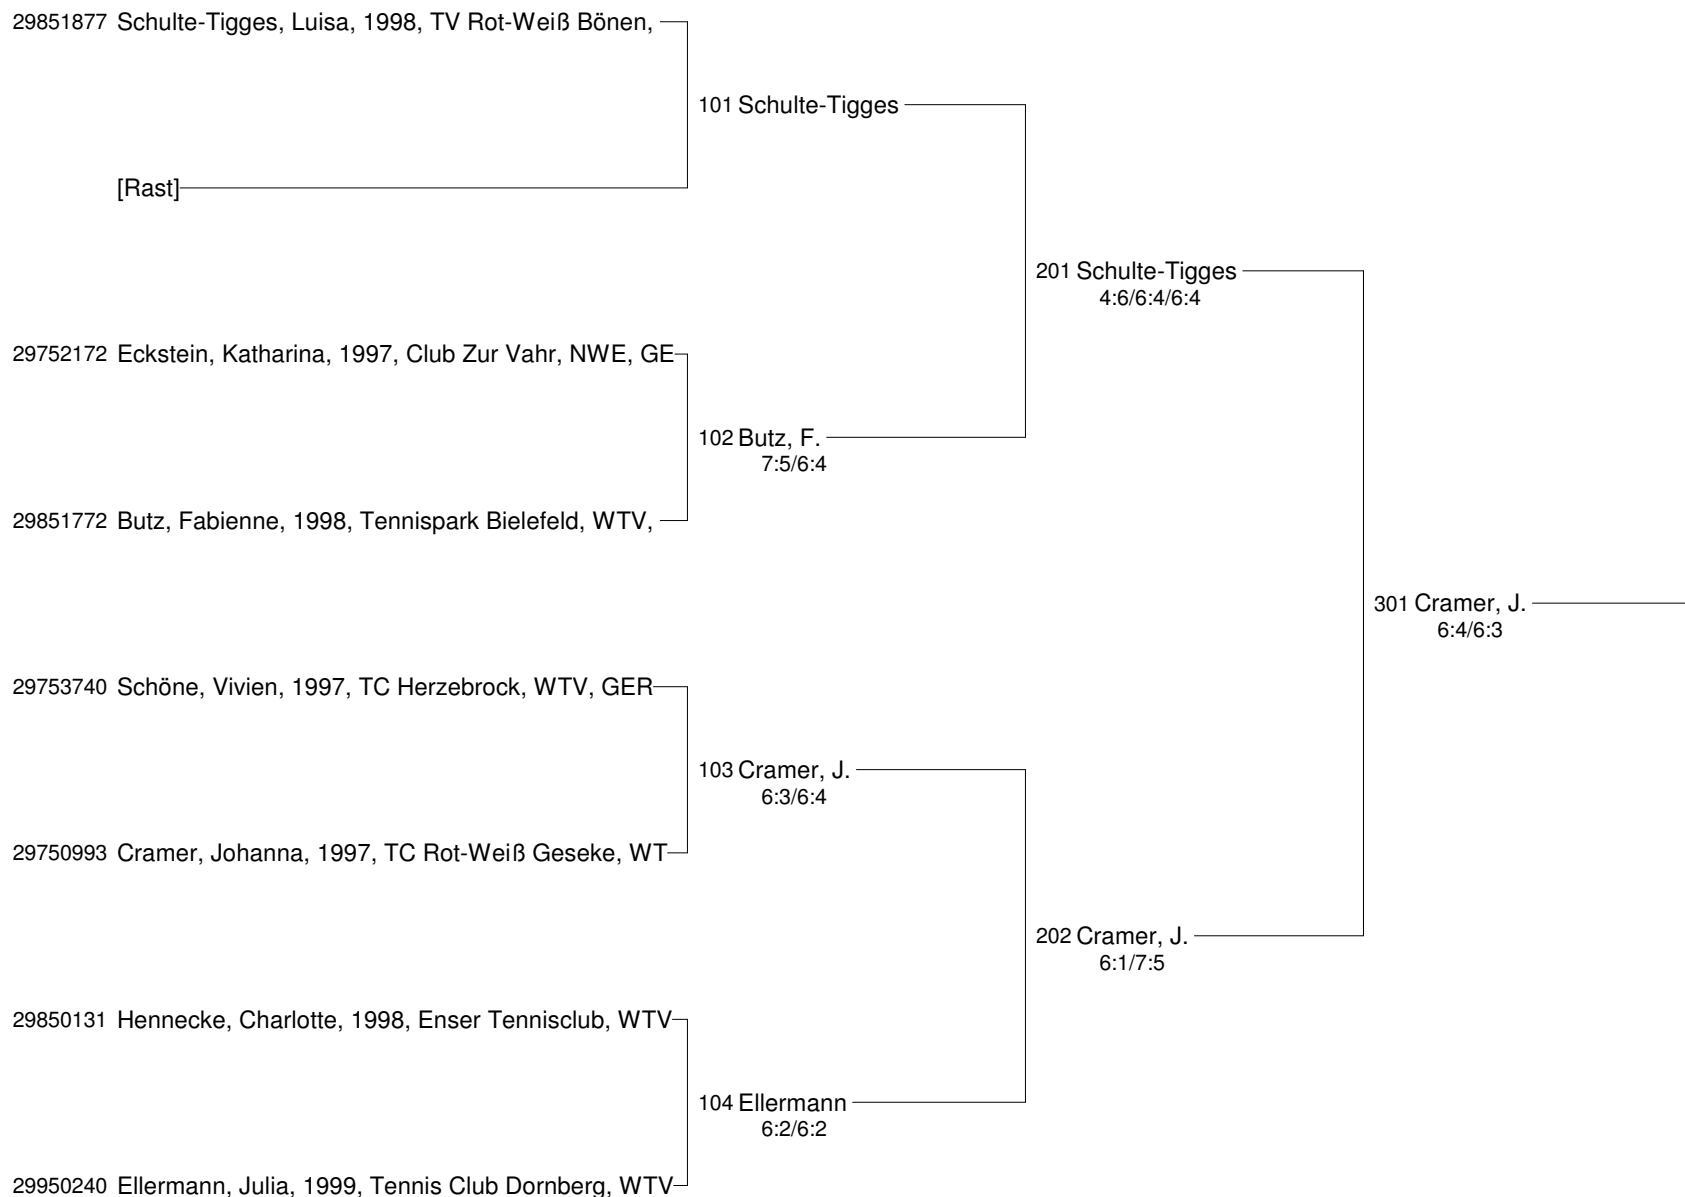 29851877 Schulte-Tigges, Luisa, 1998, TV Rot-Weiß Bönen,
101 Schulte-Tigges
[Rast]
201 Schulte-Tigges
4:6/6:4/6:4
29752172 Eckstein, Katharina, 1997, Club Zur Vahr, NWE, GE
102 Butz, F.
7:5/6:4
29851772 Butz, Fabienne, 1998, Tennispark Bielefeld, WTV,
301 Cramer, J.
6:4/6:3
29753740 Schöne, Vivien, 1997, TC Herzebrock, WTV, GER
103 Cramer, J.
6:3/6:4
29750993 Cramer, Johanna, 1997, TC Rot-Weiß Geseke, WT
202 Cramer, J.
6:1/7:5
29850131 Hennecke, Charlotte, 1998, Enser Tennisclub, WTV
104 Ellermann
6:2/6:2
29950240 Ellermann, Julia, 1999, Tennis Club Dornberg, WTV